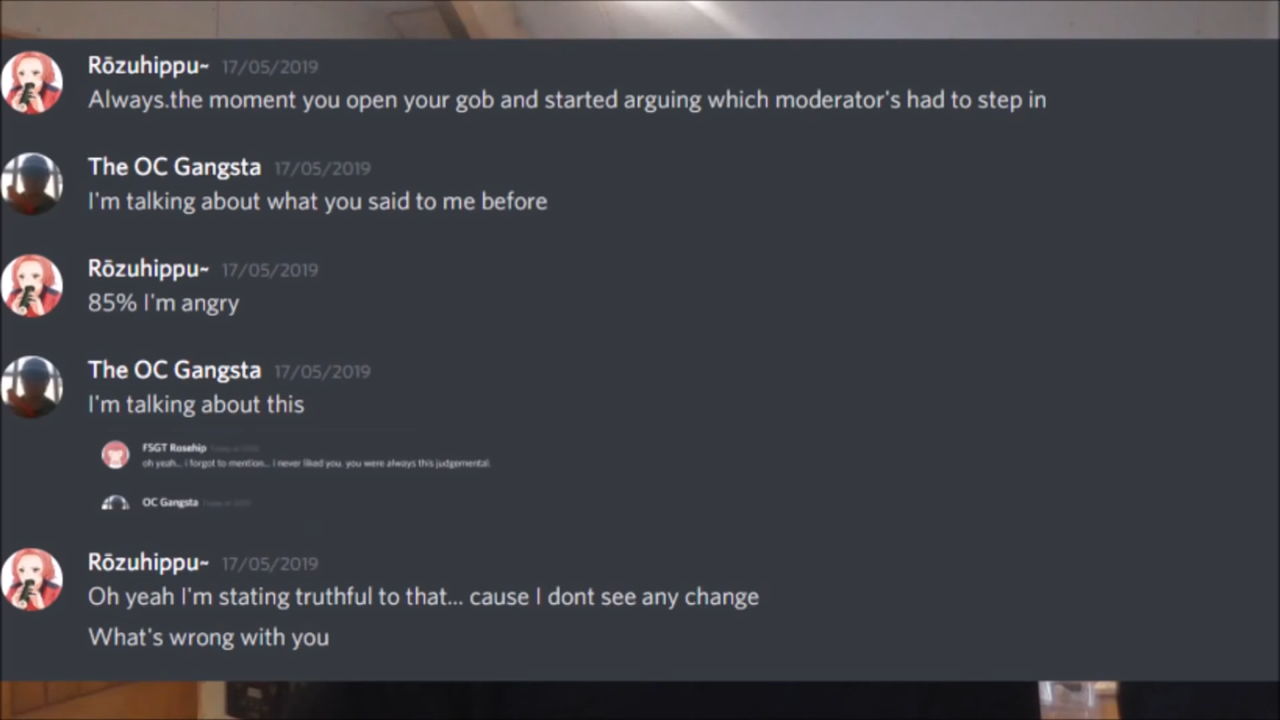 Rōzuhippu~ 17/05/2019
Always.the moment you open your gob and started arguing which moderator's had to step in
The OC Gangsta 17/05/2019
I'm talking about what you said to me before
Rōzuhippu~ 17/05/2019
85% I'm angry
The OC Gangsta 17/05/2019
I'm talking about this
FSGT Rosehip
oh yeah... i forgot to mention... i never liked you. you were always this judgemental
OC Gangsta
Rōzuhippu~ 17/05/2019
Oh yeah I'm stating truthful to that... cause I dont see any change
What's wrong with you